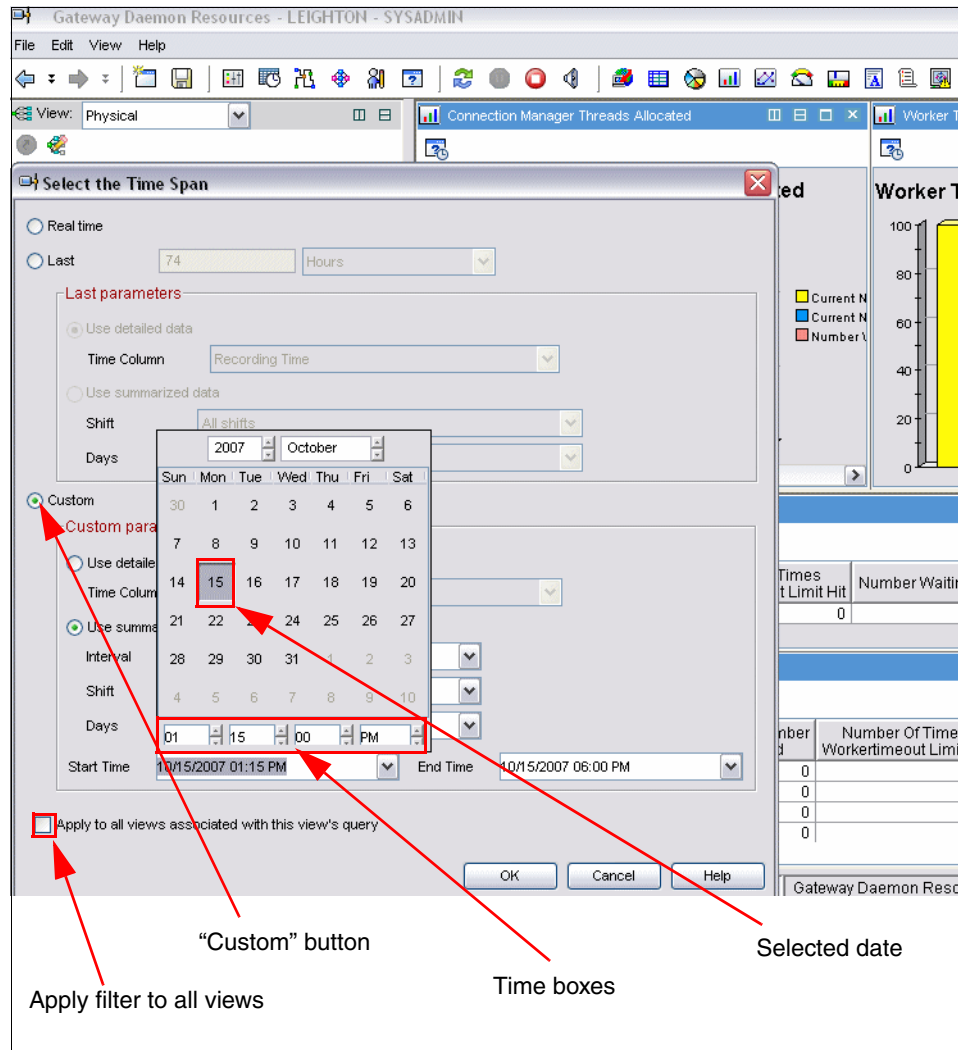 Gateway Daemon Resources - LEIGHTON - SYSADMIN
File Edit View Help
View: Physical
Connection Manager Threads Allocated
Worker T
Select the Time Span
ted
Worker T
Real time
Last 74 Hours
Last parameters
Use detailed data
Time Column Recording Time
Use summarized data
Shift All shifts
Days
100
80
60
40
20
0
Current N
Current N
Number
2007 October
Sun Mon Tue Wed Thu Fri Sat
30 1 2 3 4 5 6
7 8 9 10 11 12 13
14 15 16 17 18 19 20
21 22 23 24 25 26 27
28 29 30 31 1 2 3
4 5 6 7 8 9 10
01 15 00 PM
Custom
Custom para
Use detaile
Time Colum
Use summa
Interval
Shift
Days
Start Time 10/15/2007 01:15 PM End Time 10/15/2007 06:00 PM
Apply to all views associated with this view's query
OK Cancel Help
Times
t Limit Hit
Number Waitin
0
nber
d
Number Of Time
Workertimeout Limi
0
0
0
0
Gateway Daemon Reso
“Custom” button
Selected date
Time boxes
Apply filter to all views